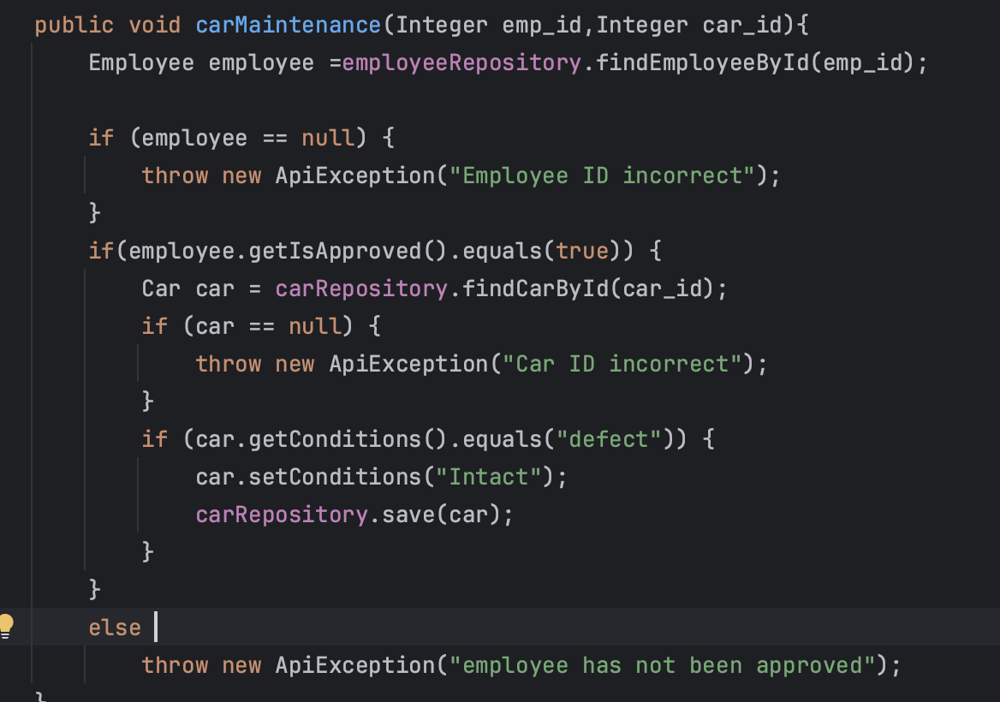 public void carMaintenance(Integer emp_id,Integer car_id){
Employee employee =employeeRepository.findEmployeeById(emp_id);
if (employee == null) {
throw new ApiException("Employee ID incorrect");
}
if(employee.getIsApproved().equals(true)) {
Car car = carRepository.findCarById(car_id);
if (car == null) {
throw new ApiException("Car ID incorrect");
}
if (car.getConditions().equals("defect")) {
car.setConditions("Intact");
carRepository.save(car);
}
}
else
throw new ApiException("employee has not been approved");
}